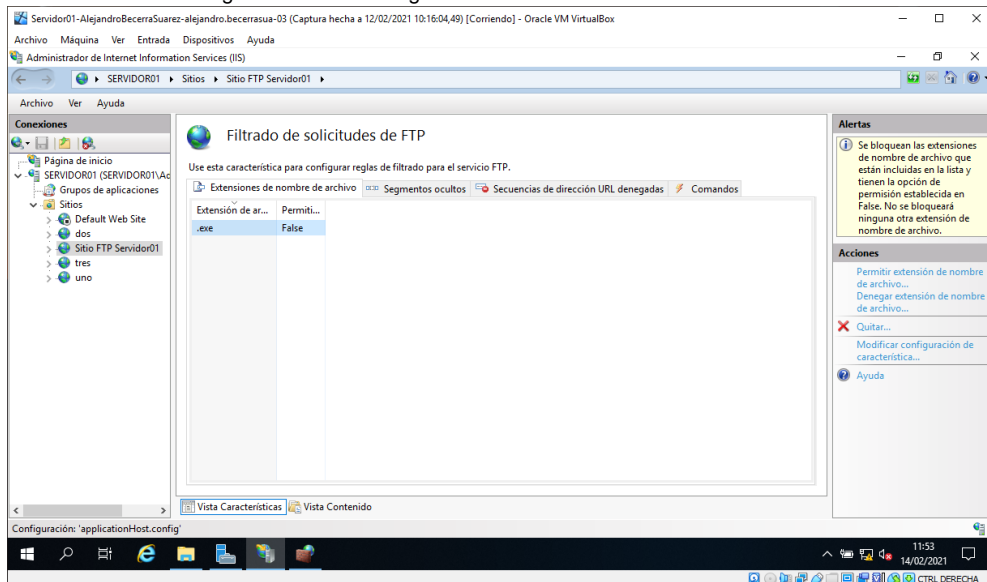 Servidor01-AlejandroBecerraSuarez-alejandro.becerrasua-03 (Captura hecha a 12/02/2021 10:16:04,49) [Corriendo] - Oracle VM VirtualBox
Archivo Máquina Ver Entrada Dispositivos Ayuda
Administrador de Internet Information Services (IIS)
SERVIDOR01 Sitios Sitio FTP Servidor01
Archivo Ver Ayuda
Conexiones
Página de inicio
SERVIDOR01 (SERVIDOR01\Ac
Grupos de aplicaciones
Sitios
Default Web Site
dos
Sitio FTP Servidor01
tres
uno
Filtrado de solicitudes de FTP
Use esta característica para configurar reglas de filtrado para el servicio FTP.
Extensiones de nombre de archivo Segmentos ocultos Secuencias de dirección URL denegadas Comandos
Extensión de ar... Permiti...
.exe False
Vista Características Vista Contenido
Alertas
Se bloquean las extensiones
de nombre de archivo que
están incluidas en la lista y
tienen la opción de
permisión establecida en
False. No se bloqueará
ninguna otra extensión de
nombre de archivo.
Acciones
Permitir extensión de nombre
de archivo...
Denegar extensión de nombre
de archivo...
Quitar...
Modificar configuración de
característica...
Ayuda
Configuración: 'applicationHost.config'
11:53
14/02/2021
CTRL DERECHA